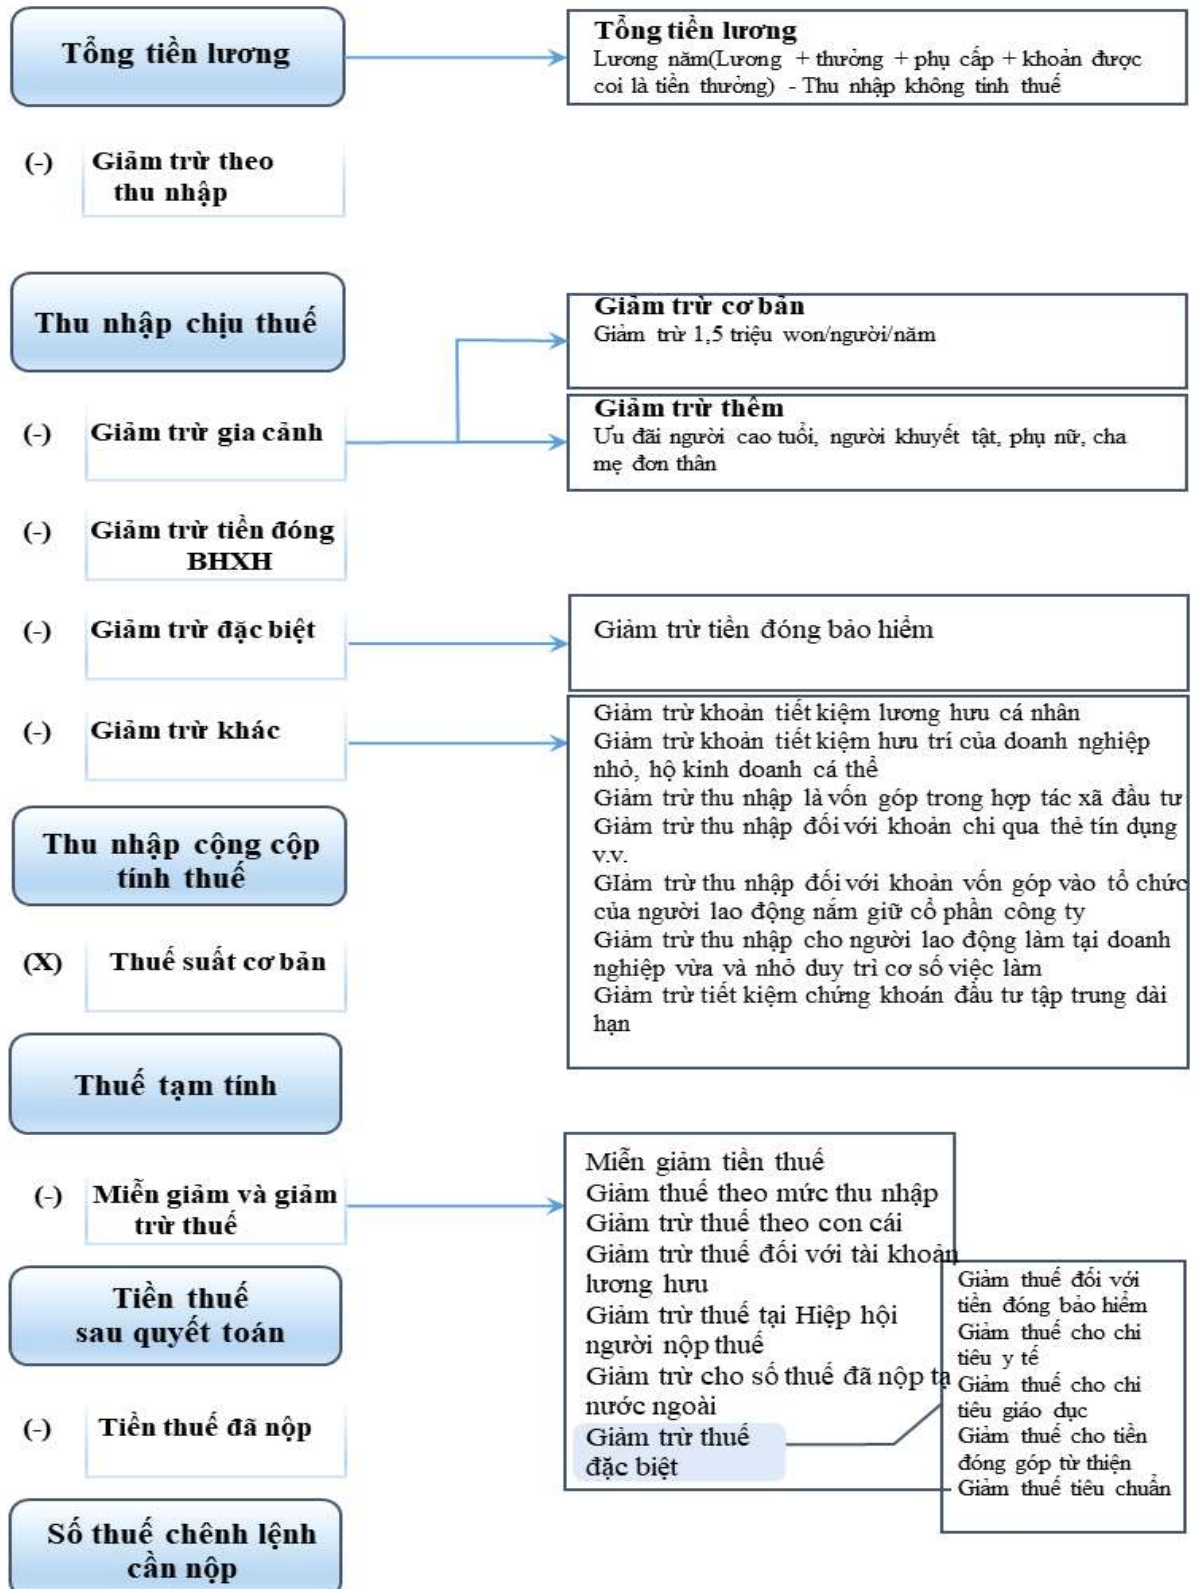 Tổng tiền lương
Tổng tiền lương
Lương năm(Lương + thưởng + phụ cấp + khoản được
coi là tiền thưởng) - Thu nhập không tính thuế
(-) Giảm trừ theo
thu nhập
Thu nhập chịu thuế
Giảm trừ cơ bản
Giảm trừ 1,5 triệu won/người/năm
(-) Giảm trừ gia cảnh
Giảm trừ thêm
Ưu đãi người cao tuổi, người khuyết tật, phụ nữ, cha
mẹ đơn thân
(-) Giảm trừ tiền đóng
BHXH
(-) Giảm trừ đặc biệt
Giảm trừ tiền đóng bảo hiểm
(-) Giảm trừ khác
Giảm trừ khoản tiết kiệm lương hưu cá nhân
Giảm trừ khoản tiết kiệm hưu trí của doanh nghiệp
nhỏ, hộ kinh doanh cá thể
Giảm trừ thu nhập là vốn góp trong hợp tác xã đầu tư
Giảm trừ thu nhập đối với khoản chi qua thẻ tín dụng
v.v.
GIảm trừ thu nhập đối với khoản vốn góp vào tổ chức
của người lao động nắm giữ cổ phần công ty
Giảm trừ thu nhập cho người lao động làm tại doanh
nghiệp vừa và nhỏ duy trì cơ số việc làm
Giảm trừ tiết kiệm chứng khoán đầu tư tập trung dài
hạn
Thu nhập cộng cộp
tính thuế
(X) Thuế suất cơ bản
Thuế tạm tính
(-) Miễn giảm và giảm
trừ thuế
Miễn giảm tiền thuế
Giảm thuế theo mức thu nhập
Giảm trừ thuế theo con cái
Giảm trừ thuế đối với tài khoản
lương hưu
Giảm trừ thuế tại Hiệp hội
người nộp thuế
Giảm trừ cho số thuế đã nộp tạ
nước ngoài
Giảm trừ thuế
đặc biệt
Giảm thuế đối với
tiền đóng bảo hiểm
Giảm thuế cho chi
tiêu y tế
Giảm thuế cho chi
tiêu giáo dục
Giảm thuế cho tiền
đóng góp từ thiện
Giảm thuế tiêu chuẩn
Tiền thuế
sau quyết toán
(-) Tiền thuế đã nộp
Số thuế chênh lệnh
cần nộp